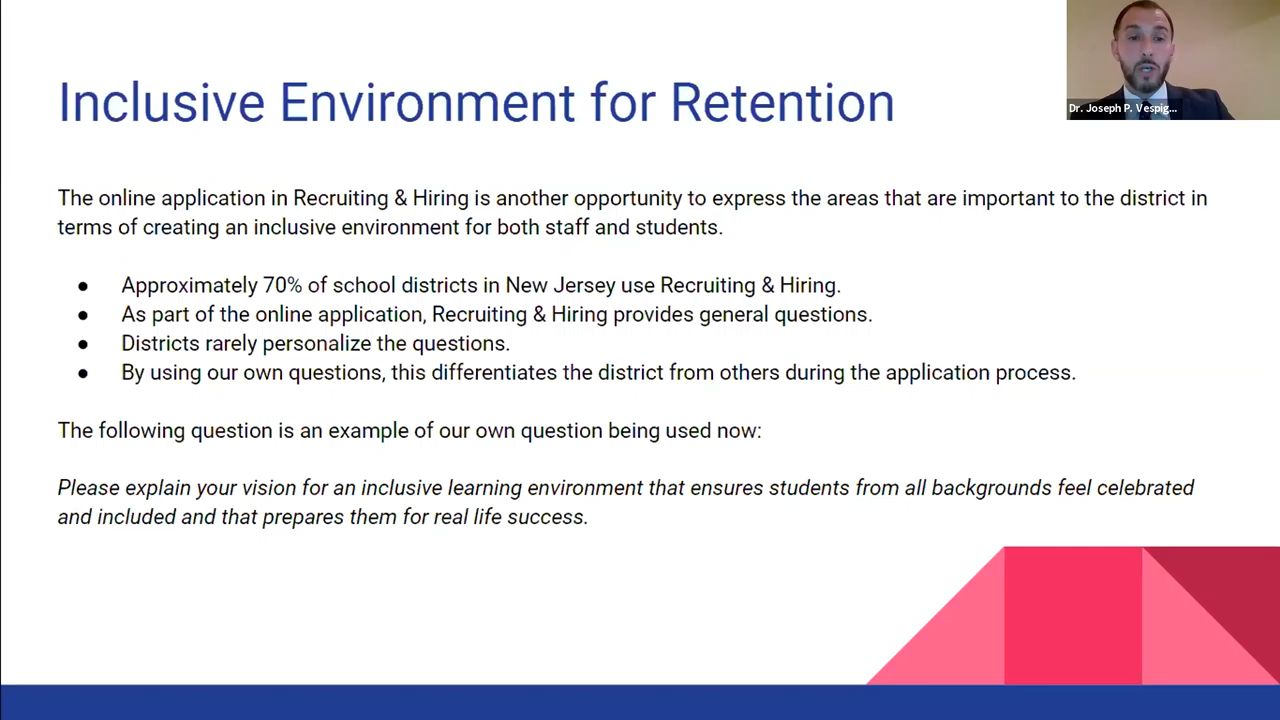 Inclusive Environment for Retention
Dr. Joseph P. Vespig...
The online application in Recruiting & Hiring is another opportunity to express the areas that are important to the district in
terms of creating an inclusive environment for both staff and students.
● Approximately 70% of school districts in New Jersey use Recruiting & Hiring.
● As part of the online application, Recruiting & Hiring provides general questions.
● Districts rarely personalize the questions.
● By using our own questions, this differentiates the district from others during the application process.
The following question is an example of our own question being used now:
Please explain your vision for an inclusive learning environment that ensures students from all backgrounds feel celebrated
and included and that prepares them for real life success.